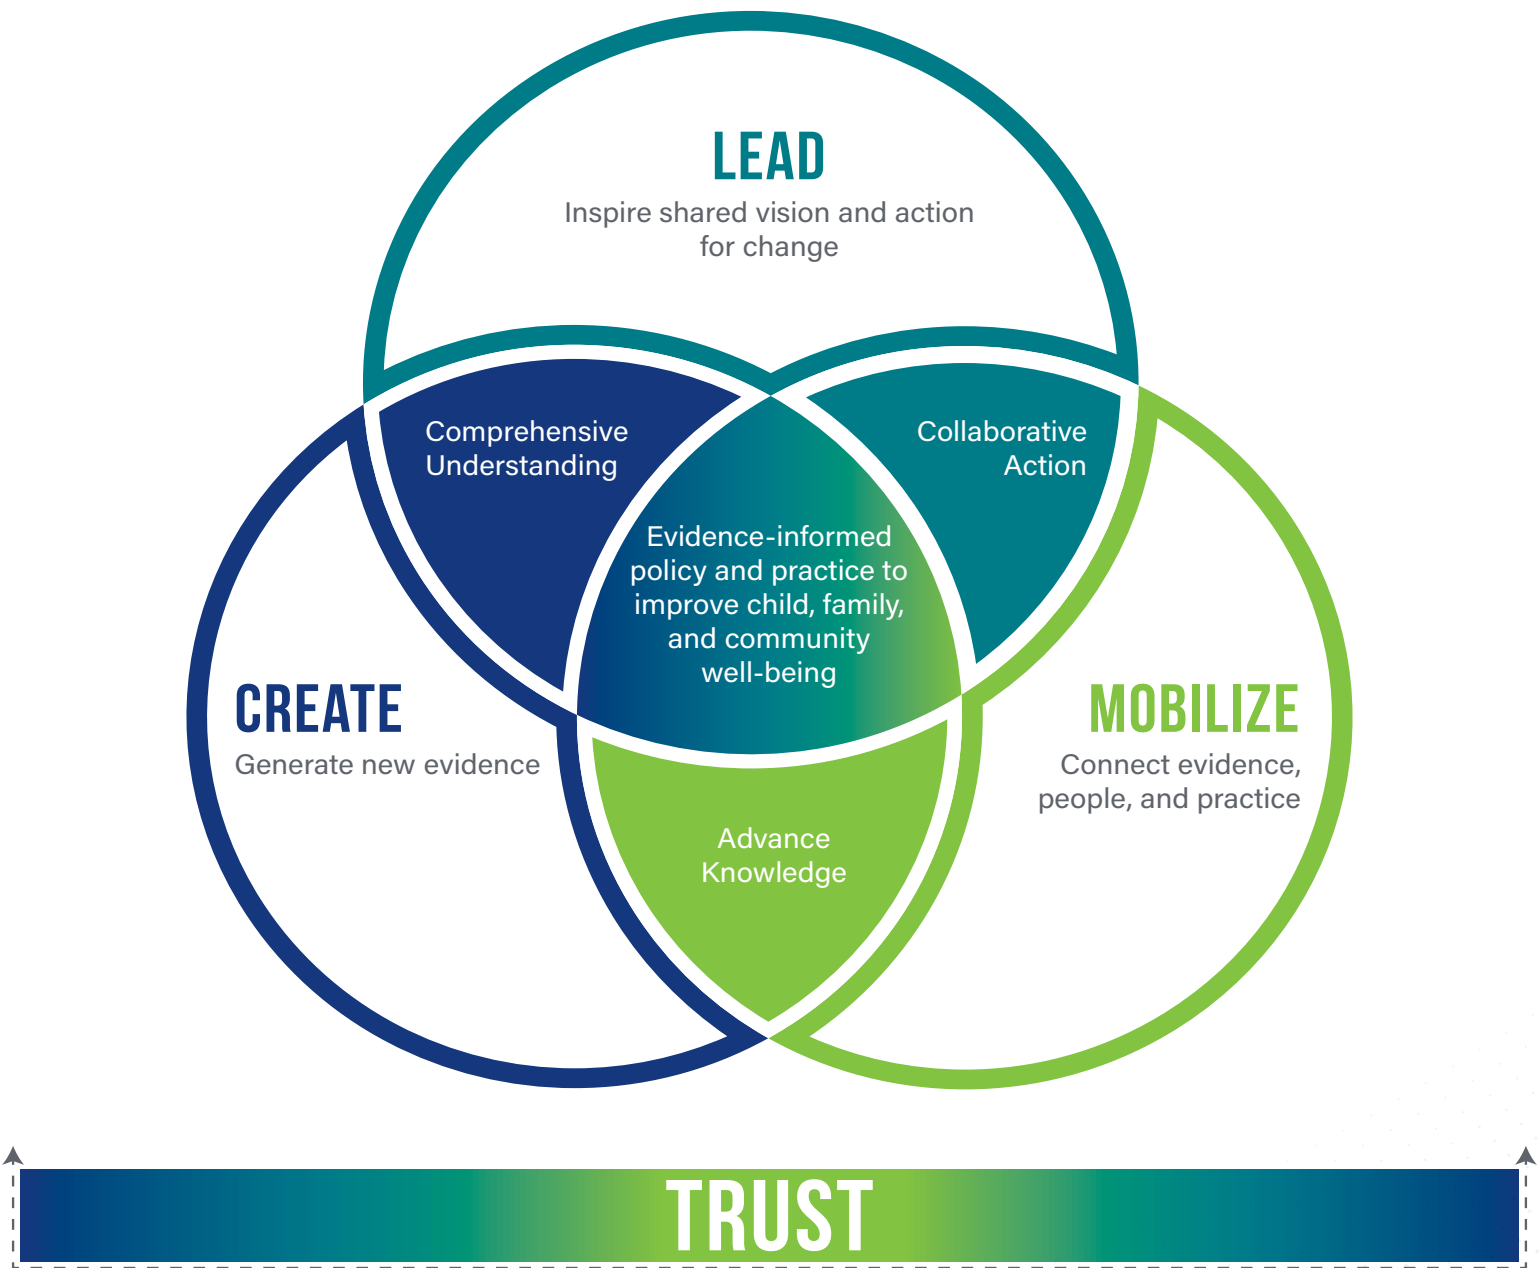 LEAD
Inspire shared vision and action
for change
Comprehensive
Understanding
Collaborative
Action
Evidence-informed
policy and practice to
improve child, family,
and community
well-being
CREATE
Generate new evidence
MOBILIZE
Connect evidence,
people, and practice
Advance
Knowledge
TRUST